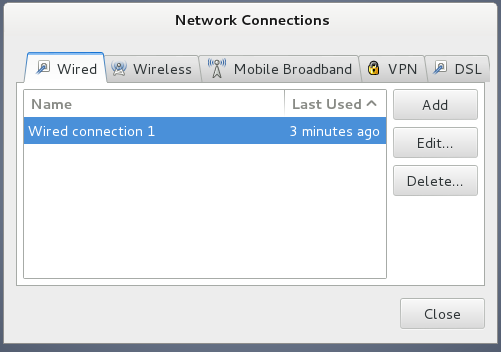 Network Connections
Wired Wireless Mobile Broadband VPN DSL
Name Last Used
Wired connection 1 3 minutes ago
Add
Edit...
Delete...
Close